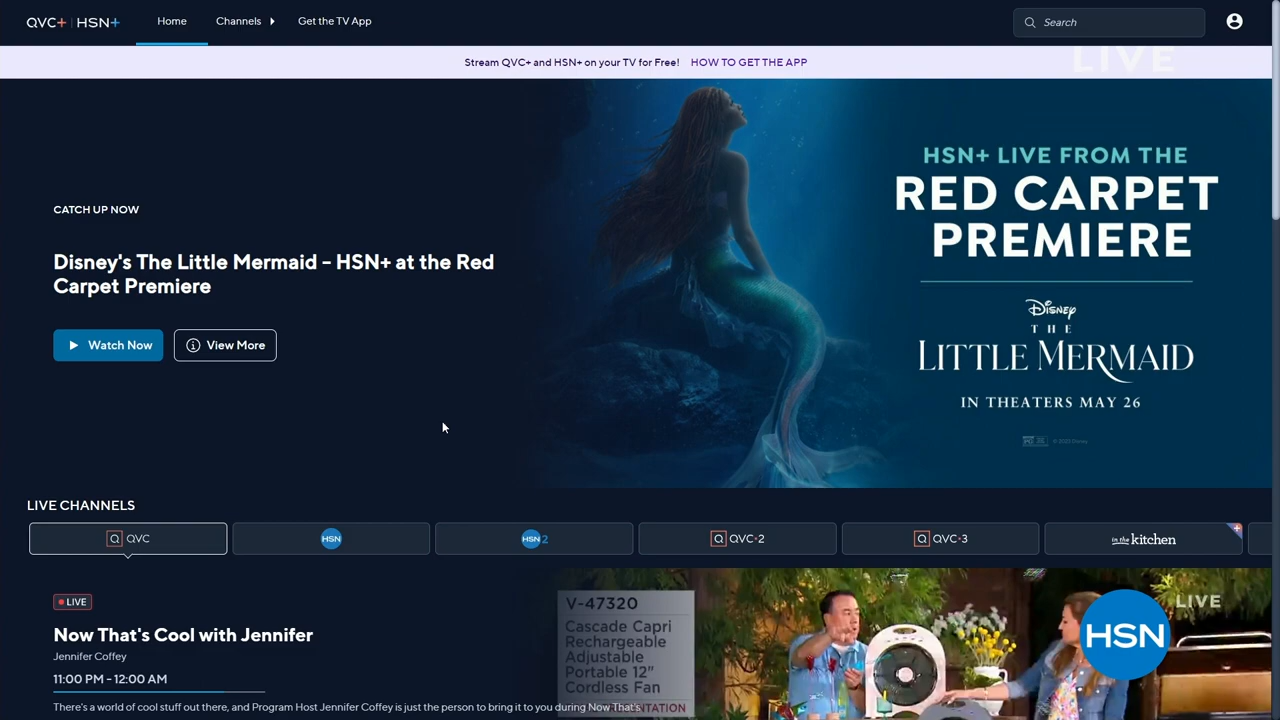 QVC+ | HSN+
Home
Channels
Get the TV App
Search
Stream QVC+ and HSN+ on your TV for Free! HOW TO GET THE APP
LIVE
CATCH UP NOW
Disney's The Little Mermaid - HSN+ at the Red
Carpet Premiere
Watch Now
View More
HSN+ LIVE FROM THE
RED CARPET
PREMIERE
Disney
THE
LITTLE MERMAID
IN THEATERS MAY 26
© 2023 Disney
LIVE CHANNELS
Q QVC
HSN
HSN 2
Q QVC•2
Q QVC•3
in the kitchen
LIVE
Now That's Cool with Jennifer
Jennifer Coffey
11:00 PM - 12:00 AM
There's a world of cool stuff out there, and Program Host Jennifer Coffey is just the person to bring it to you during Now That's
V-47320
Cascade Capri
Rechargeable
Adjustable
Portable 12"
Cordless Fan
HSN
LIVE